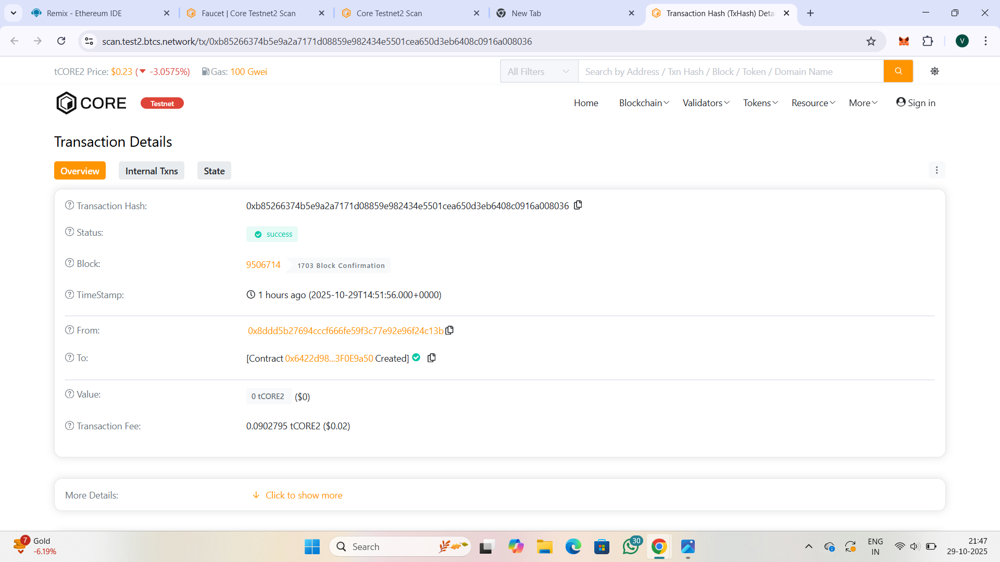 Remix - Ethereum IDE
Faucet | Core Testnet2 Scan
Core Testnet2 Scan
New Tab
Transaction Hash (TxHash) Deta
scan.test2.btcs.network/tx/0xb85266374b5e9a2a7171d08859e982434e5501cea650d3eb6408c0916a008036
V
tCORE2 Price: $0.23 (▼ -3.0575%)
Gas: 100 Gwei
All Filters
Search by Address / Txn Hash / Block / Token / Domain Name
CORE
Testnet
Home
Blockchain
Validators
Tokens
Resource
More
Sign in
Transaction Details
Overview
Internal Txns
State
Transaction Hash:
0xb85266374b5e9a2a7171d08859e982434e5501cea650d3eb6408c0916a008036
Status:
success
Block:
9506714
1703 Block Confirmation
TimeStamp:
1 hours ago (2025-10-29T14:51:56.000+0000)
From:
0x8ddd5b27694cccf666fe59f3c77e92e96f24c13b
To:
[Contract 0x6422d98...3F0E9a50 Created]
Value:
0 tCORE2 ($0)
Transaction Fee:
0.0902795 tCORE2 ($0.02)
More Details:
Click to show more
7
Gold
-6.19%
Search
30
ENG
IN
21:47
29-10-2025